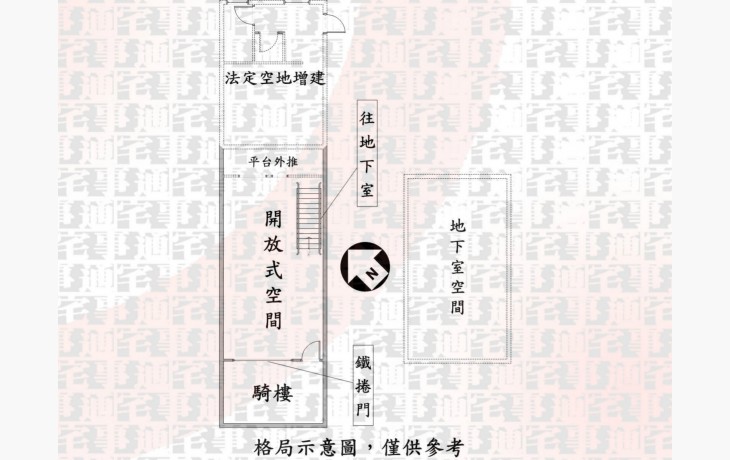 法定空地增建
往地下室
平台外推
開放式空間
地下室空間
N
鐵捲門
騎樓
格局示意圖，僅供參考